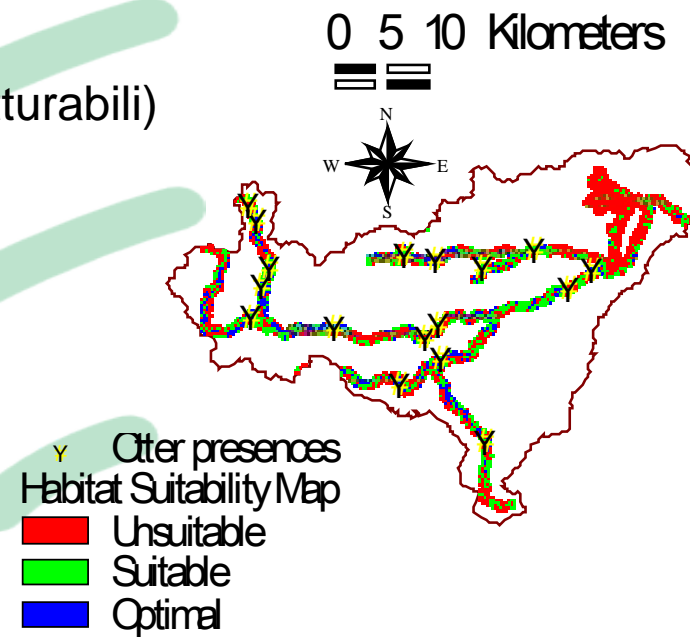 0 5 10 Kilometers
turabili)
N
W E
S
Y Otter presences
Habitat Suitability Map
Unsuitable
Suitable
Optimal